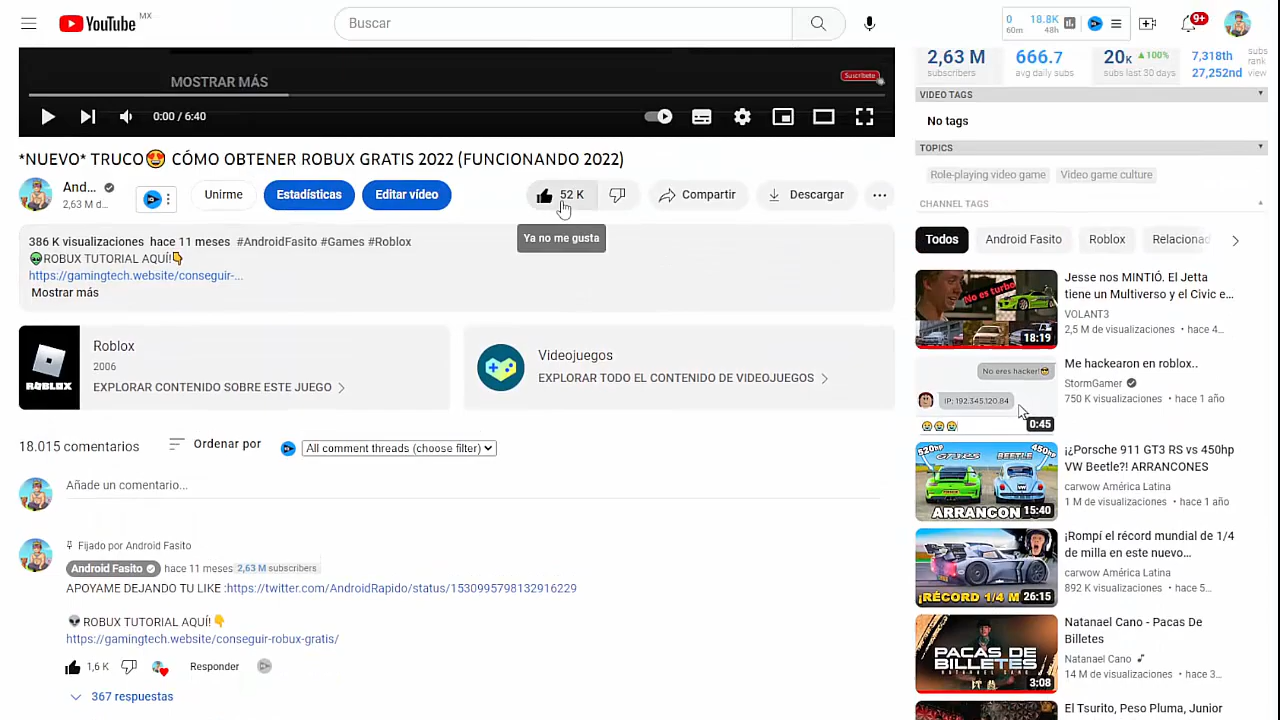 YouTube MX
Buscar
0 18.8K
60m 48h
9+
MOSTRAR MÁS
Suscríbete
0:00 / 6:40
*NUEVO* TRUCO🤩 CÓMO OBTENER ROBUX GRATIS 2022 (FUNCIONANDO 2022)
And...
2,63 M d...
Unirme
Estadísticas
Editar vídeo
52 K
Compartir
Descargar
Ya no me gusta
386 K visualizaciones hace 11 meses #AndroidFasito #Games #Roblox
👽ROBUX TUTORIAL AQUÍ!👇
https://gamingtech.website/conseguir-...
Mostrar más
ROBLOX
Roblox
2006
EXPLORAR CONTENIDO SOBRE ESTE JUEGO
Videojuegos
EXPLORAR TODO EL CONTENIDO DE VIDEOJUEGOS
18.015 comentarios
Ordenar por
All comment threads (choose filter)
Añade un comentario...
Fijado por Android Fasito
Android Fasito hace 11 meses 2,63 M subscribers
APOYAME DEJANDO TU LIKE :https://twitter.com/AndroidRapido/status/1530995798132916229
👽ROBUX TUTORIAL AQUÍ!👇
https://gamingtech.website/conseguir-robux-gratis/
1,6 K
Responder
367 respuestas
2,63 M 666.7 20K ▲100% 7,318th subs rank
subscribers avg daily subs subs last 30 days 27,252nd view
VIDEO TAGS
No tags
TOPICS
Role-playing video game
Video game culture
CHANNEL TAGS
Todos
Android Fasito
Roblox
Relacionad
No es turbo
18:19
Jesse nos MINTIÓ. El Jetta
tiene un Multiverso y el Civic e...
VOLANT3
2,5 M de visualizaciones • hace 4...
No eres hacker!😎
IP: 192.345.120.84
😭😭😭
0:45
Me hackearon en roblox..
StormGamer
750 K visualizaciones • hace 1 año
520hp
GT3 RS
BEETLE
450hp
ARRANCON
15:40
¡¿Porsche 911 GT3 RS vs 450hp
VW Beetle?! ARRANCONES
carwow América Latina
1 M de visualizaciones • hace 1 año
¡RÉCORD 1/4 M
26:15
¡Rompí el récord mundial de 1/4
de milla en este nuevo...
carwow América Latina
892 K visualizaciones • hace 5...
PACAS DE
BILLETES
3:08
Natanael Cano - Pacas De
Billetes
Natanael Cano
14 M de visualizaciones • hace 3...
El Tsurito, Peso Pluma, Junior